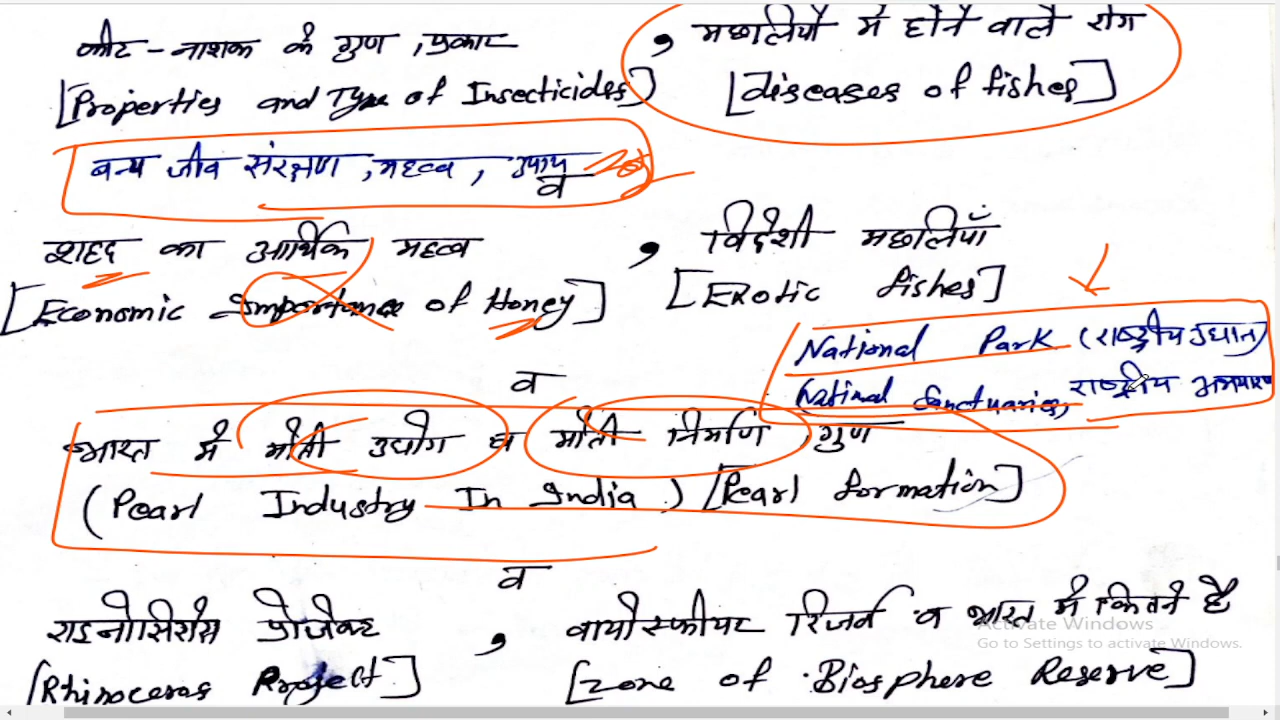 कीट-नाशक के गुण, प्रकार , मछलियों में होने वाले रोग
[Properties and Type of Insecticides] [diseases of fishes]
वन्य जीव संरक्षण, महत्व, उपाय
व
शहद का आर्थिक महत्व , विदेशी मछलियाँ
[Economic Importance of Honey] [Exotic fishes]
National Park (राष्ट्रीय उद्यान)
National Sanctuaries, राष्ट्रीय
व
भारत में मोती उद्योग व मोती निर्माण, गुण
(Pearl Industry In India) [Pearl formation]
व
राइनोसिरोस प्रोजेक्ट , वायोस्फीयर रिजर्व व भारत में कितने है
[Rhinoceras Project] [zone of Biosphere Reserve]
Activate Windows
Go to Settings to activate Windows.